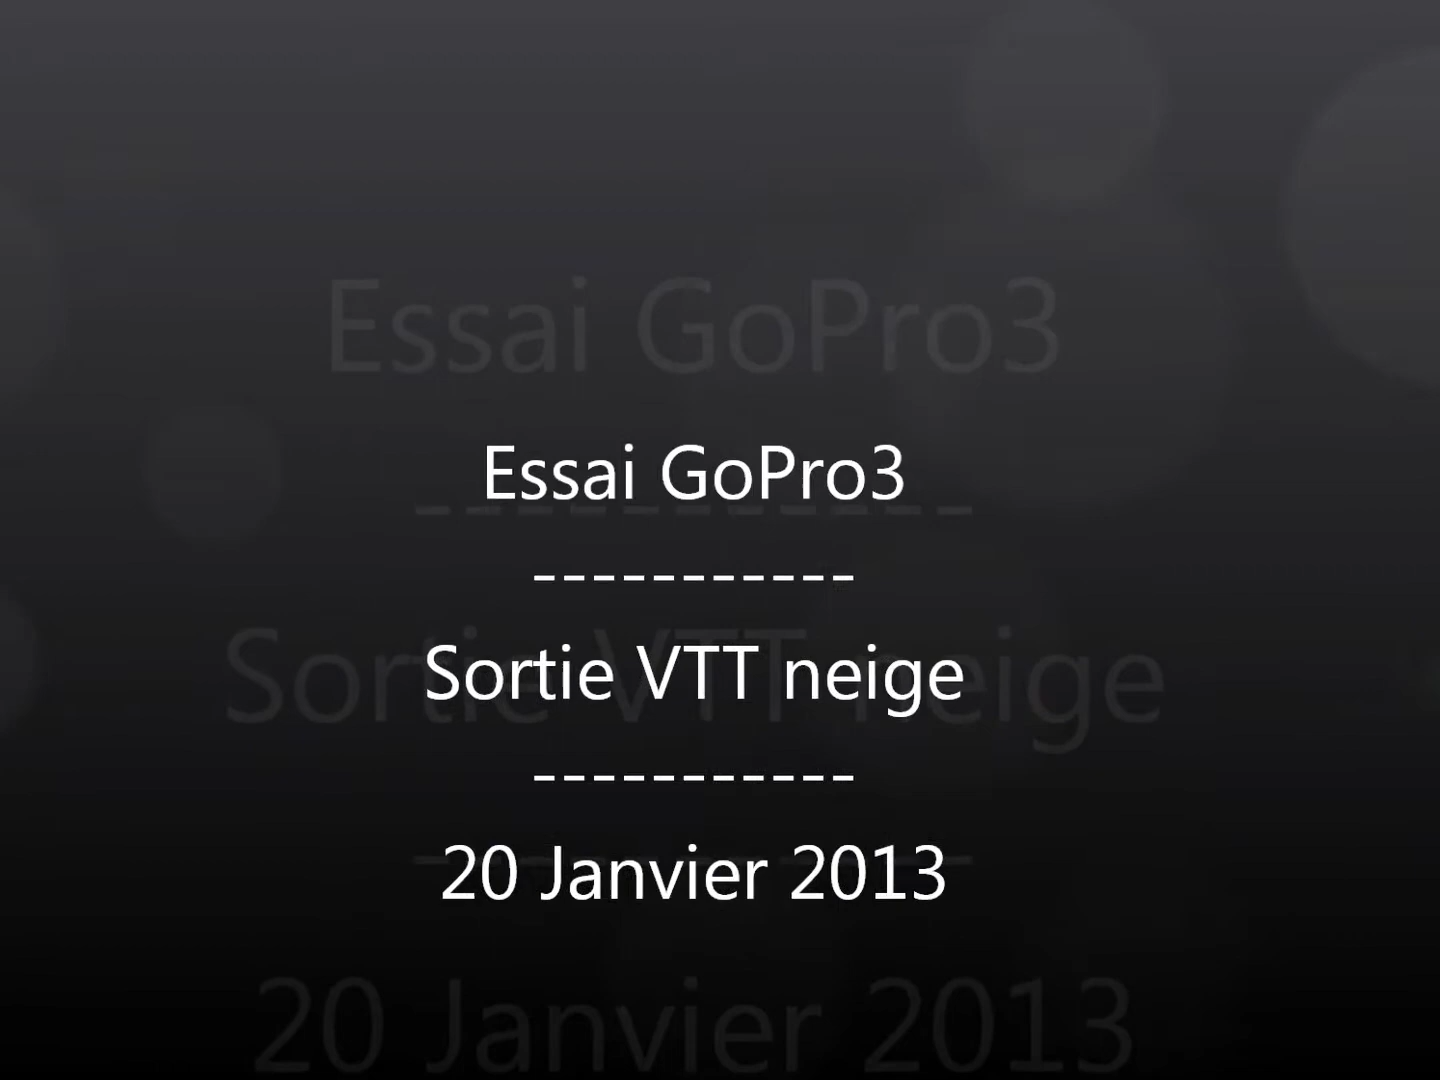 Essai GoPro3
-----------
Sortie VTT neige
-----------
20 Janvier 2013